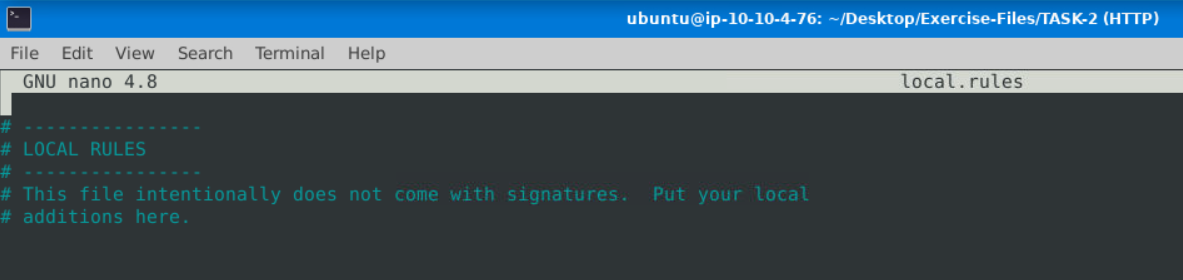 ubuntu@ip-10-10-4-76: ~/Desktop/Exercise-Files/TASK-2 (HTTP)
File Edit View Search Terminal Help
GNU nano 4.8 local.rules
# ----------------
# LOCAL RULES
# ----------------
# This file intentionally does not come with signatures.  Put your local
# additions here.